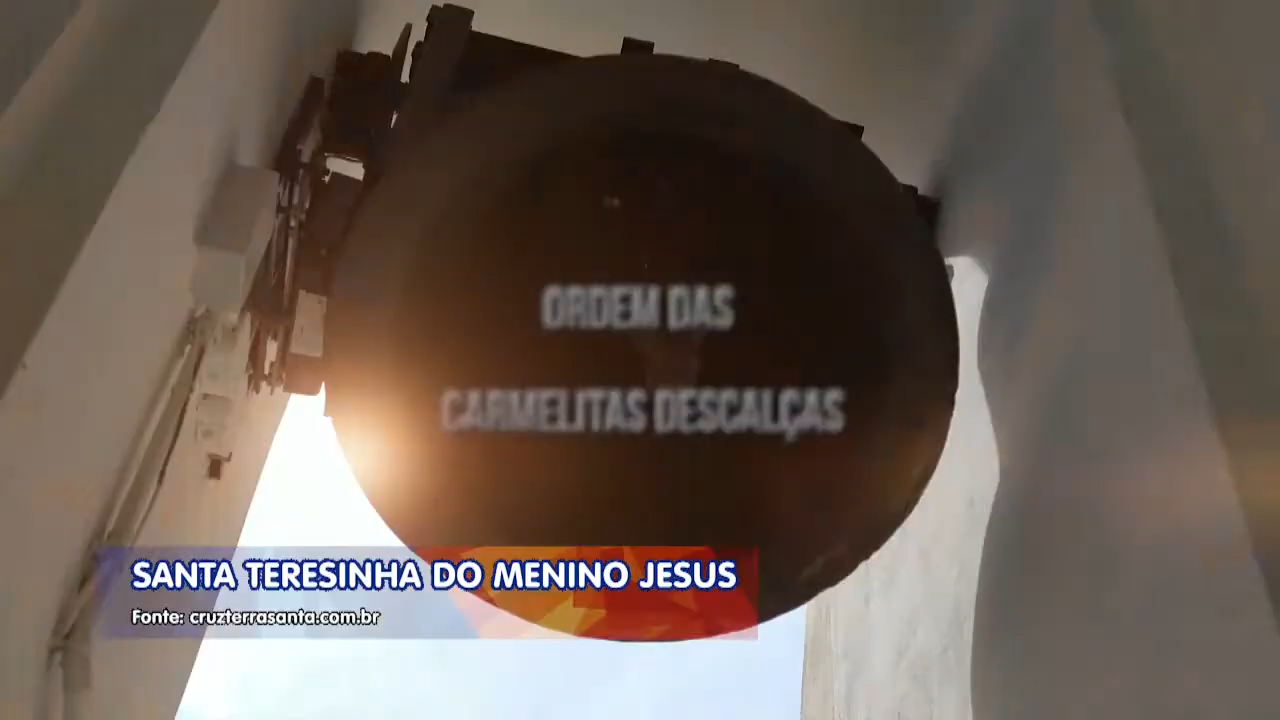 ORDEM DAS
CARMELITAS DESCALÇAS
SANTA TERESINHA DO MENINO JESUS
Fonte: cruzterrasanta.com.br